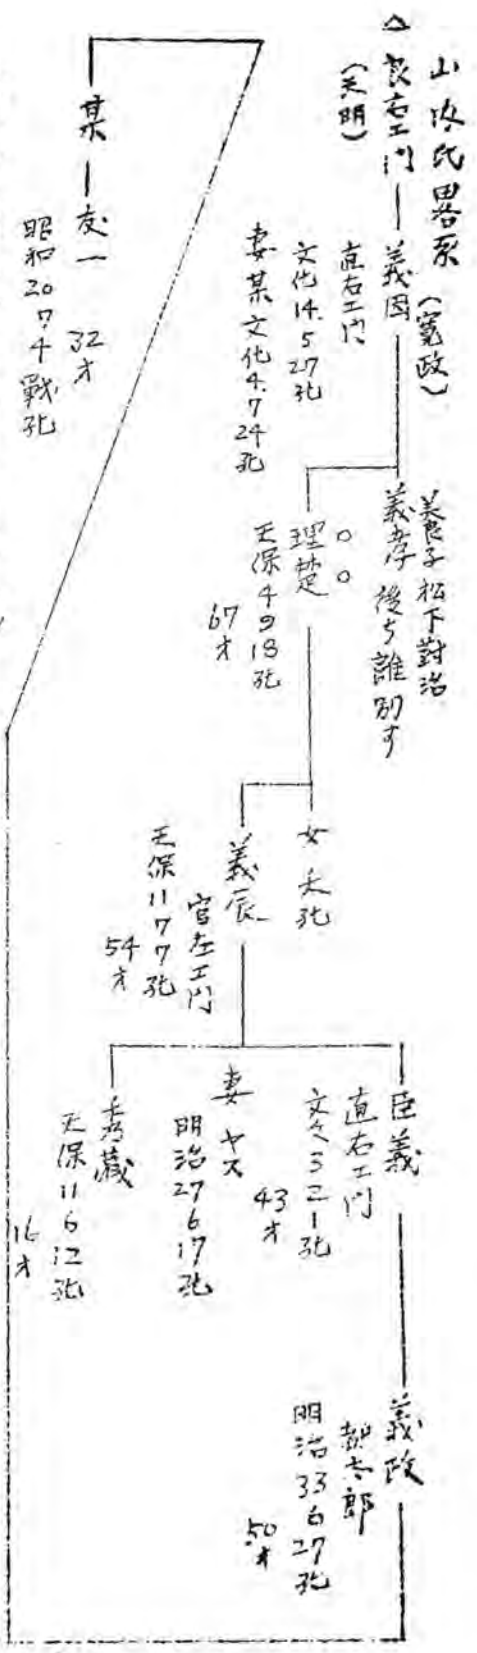 山内氏畧系 (寛政)
△ 良右エ门 — 義因
(天明)
直右エ门
文化14.5 27死
妻某文化4.7 24死
養子松下對治
義孝 後ち離別す
理楚
天保4 9 18死
67才
女 夭死
義辰
官左エ門
天保11 7 7死
54才
臣義
直右エ门
文久3 2 1死
43才
妻 ヤス
明治27 6 17死
秀蔵
天保11 6 12死
16才
義政
太郎
明治33 6 27死
50才
某 — 友一 32才
昭和20 7 4 戰死